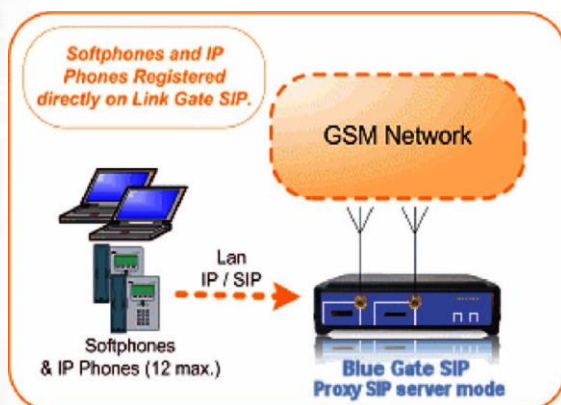 Softphones and IP
Phones Registered
directly on Link Gate SIP.
GSM Network
Lan
IP / SIP
Softphones
& IP Phones (12 max.)
Blue Gate SIP
Proxy SIP server mode